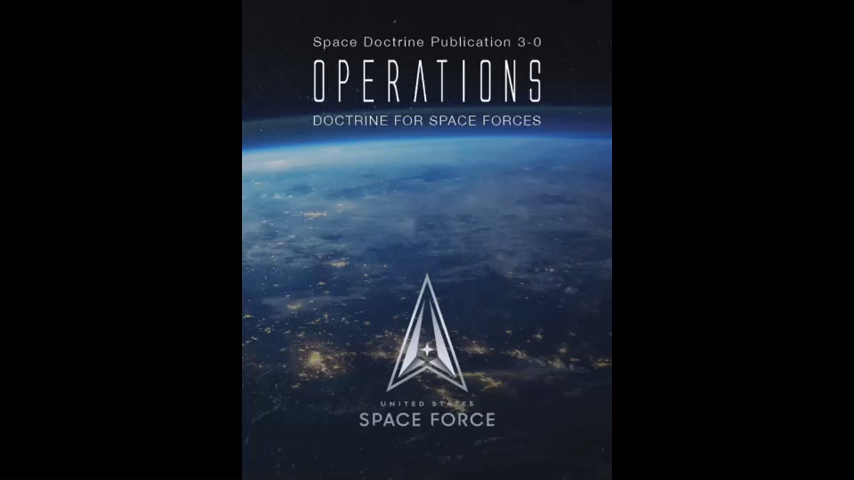 Space Doctrine Publication 3-0
OPERATIONS
DOCTRINE FOR SPACE FORCES
UNITED STATES
SPACE FORCE